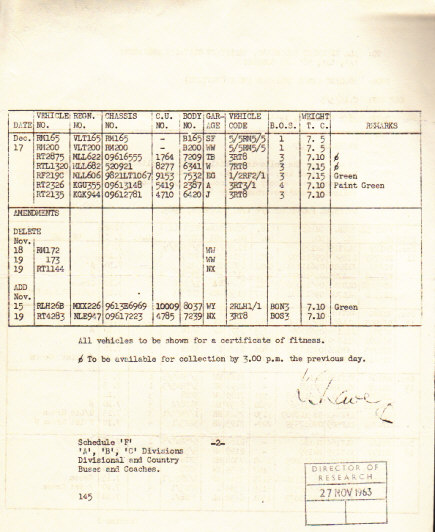 VEHICLE REGN. CHASSIS C.U. BODY GAR- VEHICLE WEIGHT
DATE NO. NO. NO. NO. NO. AGE CODE B.O.S. T. C. REMARKS
Dec. RM165 VLT165 RM165 - B165 SF 5/5RM5/5 1 7. 5
17 RM200 VLT200 RM200 - B200 WW 5/5RM5/5 1 7. 5
RT2875 MLL622 09616555 1764 7209 TB 3RT8 3 7.10 ø
RTL1320 MLL682 520921 8277 6341 W 7RT8 3 7.15 ø
RF219C NLL606 9821LT1067 9153 7532 EG 1/2RF2/1 3 7.15 Green
RT2326 KGU355 09613148 5419 2387 A 3RT3/1 4 7.10 Paint Green
RT2135 KGK944 09612781 4710 6420 J 3RT8 3 7.10
AMENDMENTS
DELETE
Nov.
18 RM172 WW
19 173 WW
19 RT1144 NX
ADD
Nov.
15 RLH26B MXX226 9613B6969 10009 8037 WY 2RLH1/1 BON3 7.10 Green
19 RT4283 NLE947 09617223 4785 7239 NX 3RT8 BOS3 7.10
All vehicles to be shown for a certificate of fitness.
ø To be available for collection by 3.00 p.m. the previous day.
Schedule 'F' -2-
'A', 'B', 'C' Divisions
Divisional and Country
Buses and Coaches.
145
DIRECTOR OF
RESEARCH
27 NOV 1963